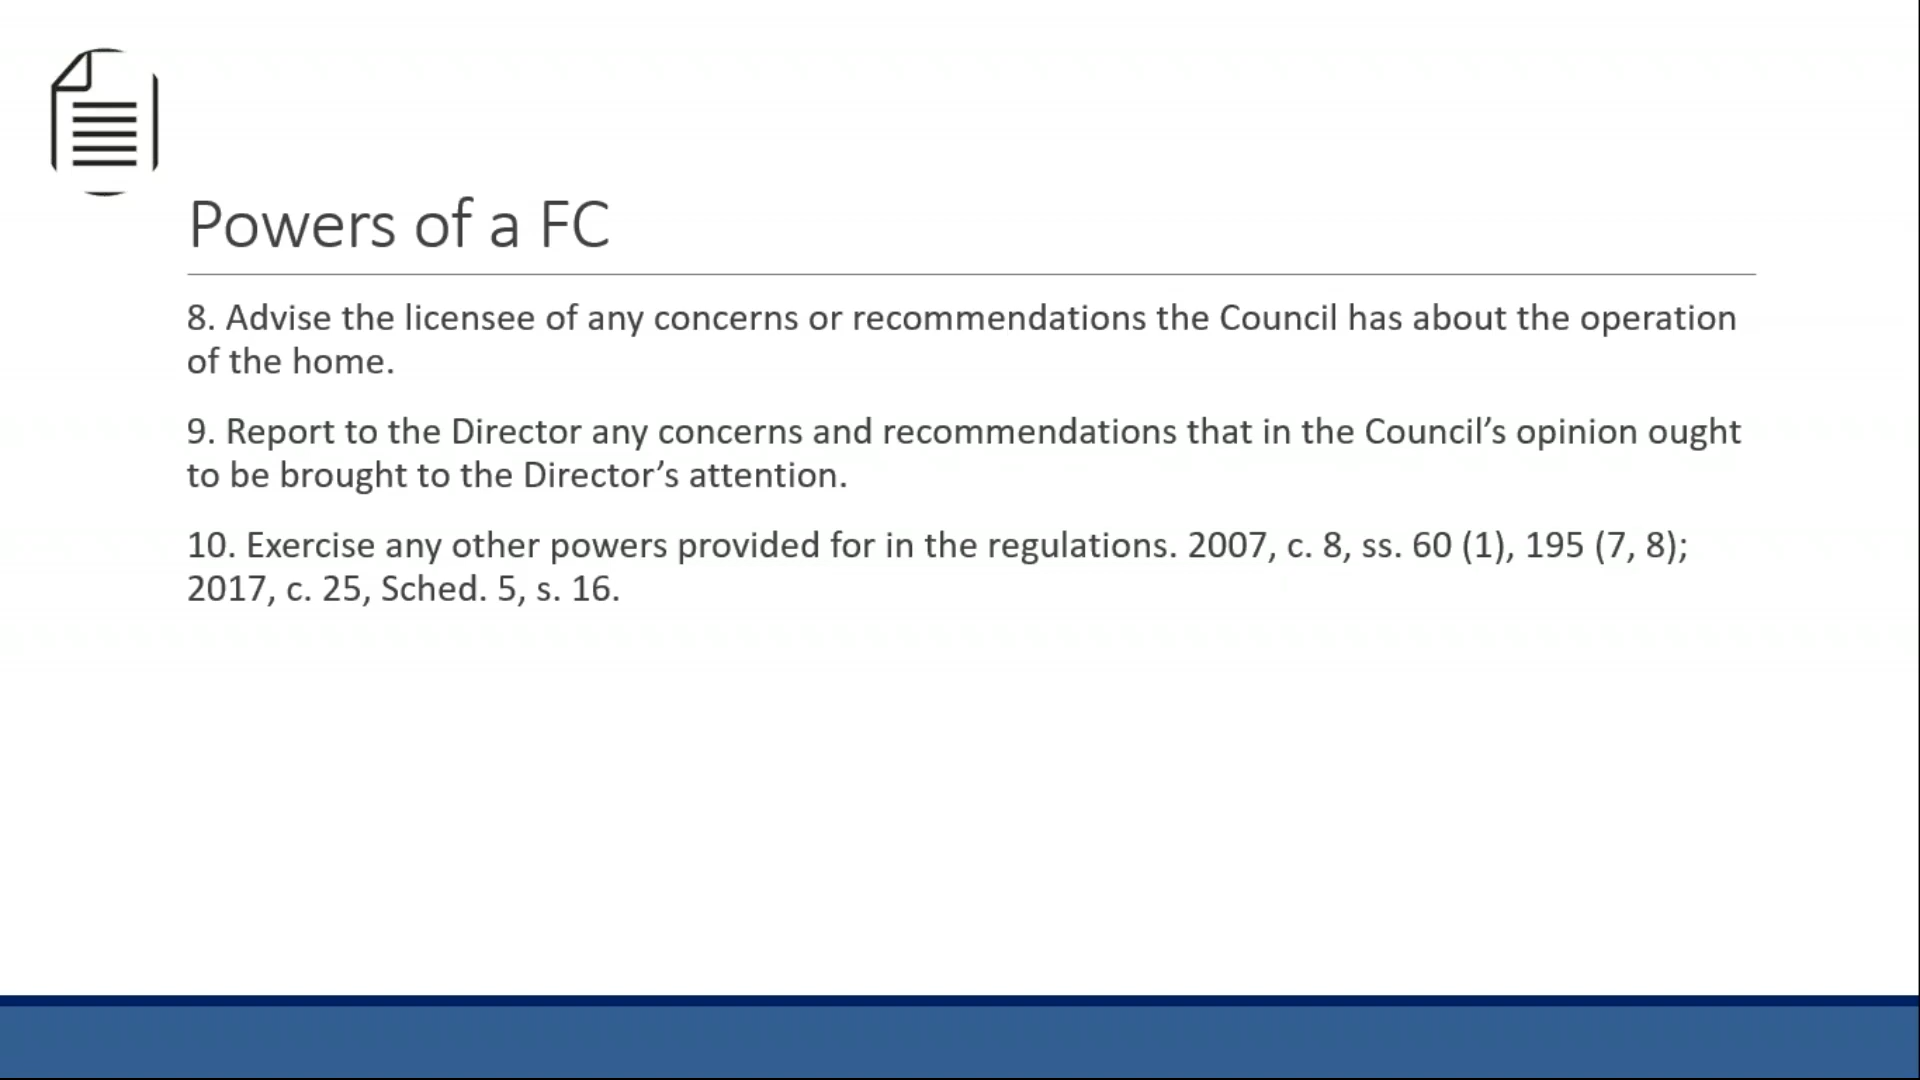 Powers of a FC
8. Advise the licensee of any concerns or recommendations the Council has about the operation
of the home.
9. Report to the Director any concerns and recommendations that in the Council’s opinion ought
to be brought to the Director’s attention.
10. Exercise any other powers provided for in the regulations. 2007, c. 8, ss. 60 (1), 195 (7, 8);
2017, c. 25, Sched. 5, s. 16.